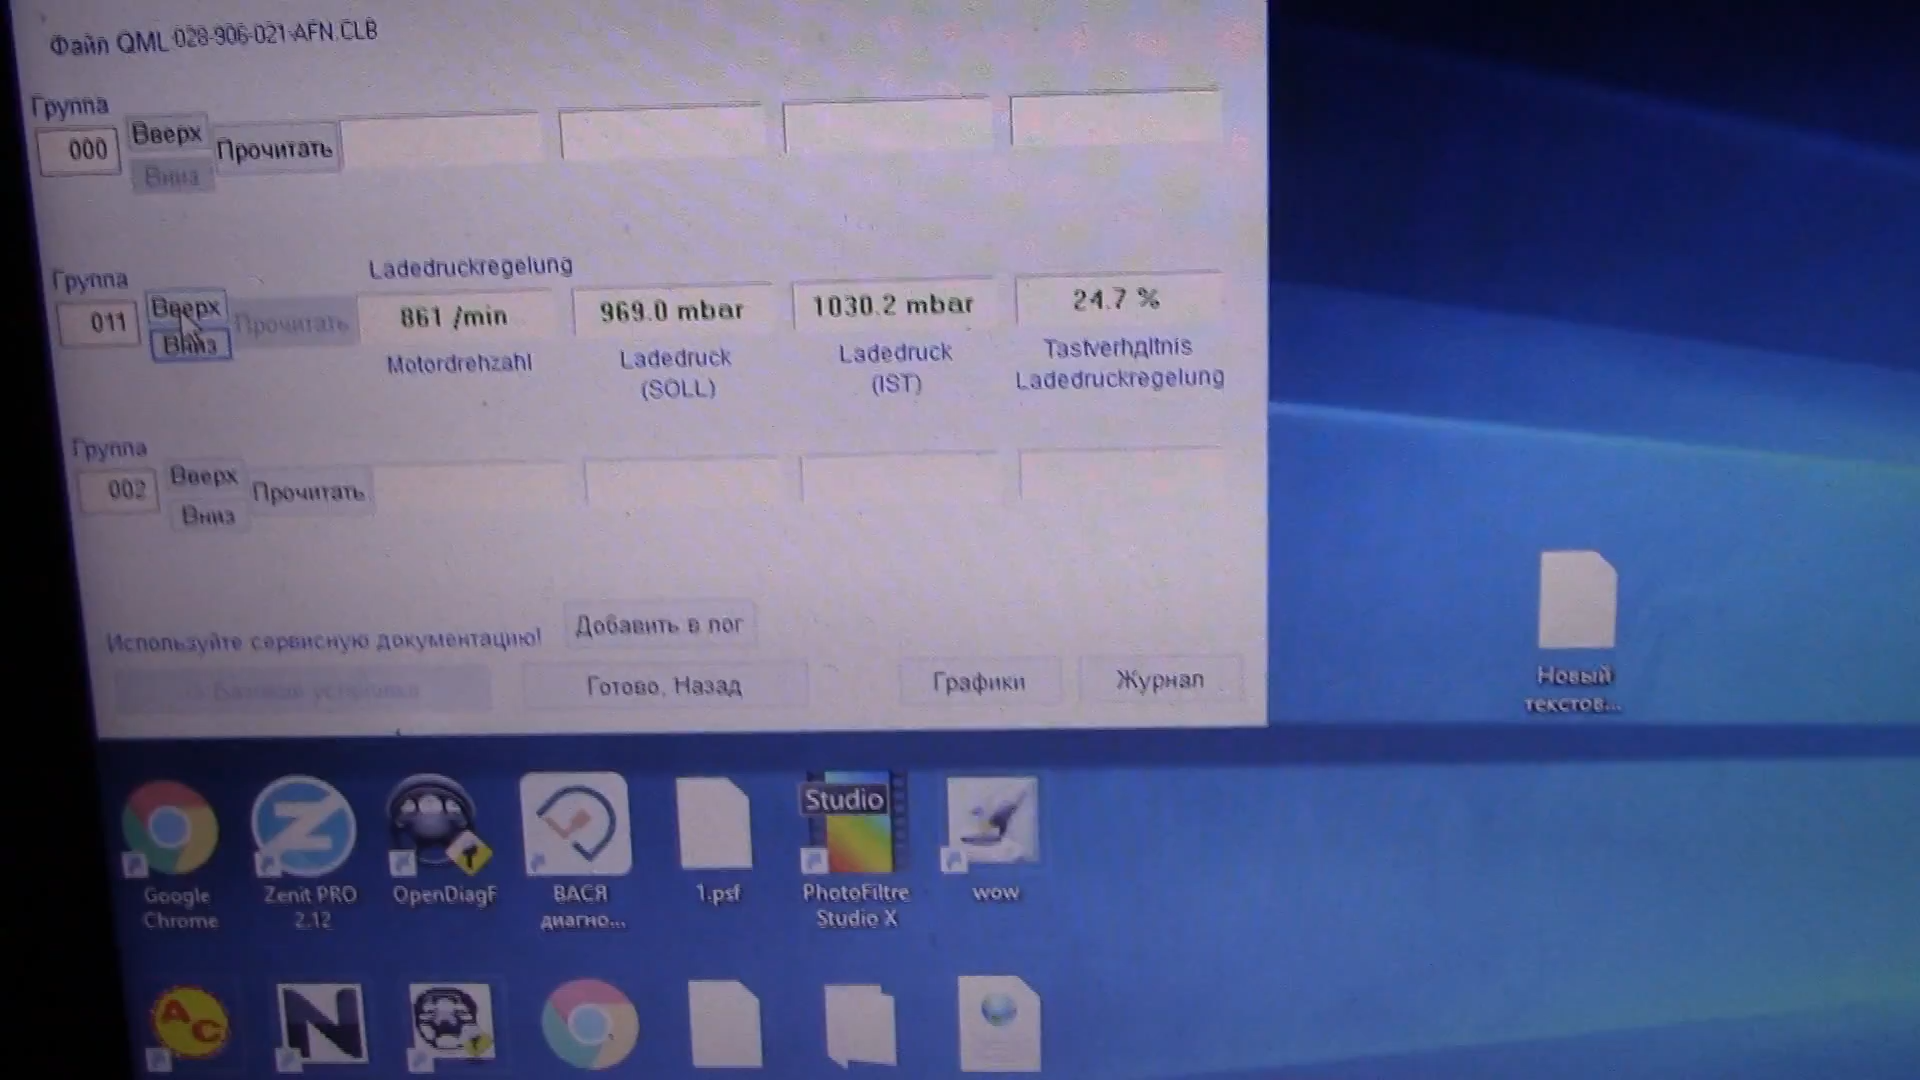 Файл QML 028-906-021-AFN.CLB
Группа
000
Вверх
Вниз
Прочитать
Группа
011
Вверх
Вниз
Прочитать
Ladedruckregelung
861 /min
969.0 mbar
1030.2 mbar
24.7 %
Motordrehzahl
Ladedruck
(SOLL)
Ladedruck
(IST)
Tastverhдltnis
Ladedruckregelung
Группа
002
Вверх
Вниз
Прочитать
Используйте сервисную документацию!
Добавить в лог
Готово, Назад
Графики
Журнал
Новый
текстов...
Studio
Google
Chrome
Zenit PRO
2.12
OpenDiagF
ВАСЯ
диагно...
1.psf
PhotoFiltre
Studio X
wow
AC
N